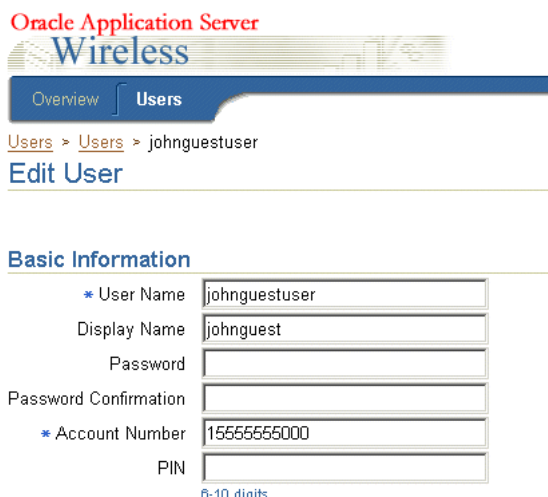 Oracle Application Server
Wireless
Overview Users
Users > Users > johnguestuser
Edit User
Basic Information
* User Name johnguestuser
Display Name johnguest
Password
Password Confirmation
* Account Number 15555555000
PIN
6-10 digits